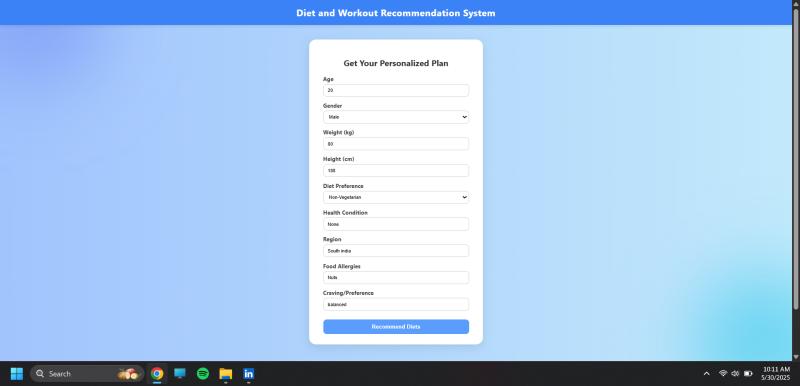 Diet and Workout Recommendation System
Get Your Personalized Plan
Age
Gender
Male
Weight (kg)
80
Height (cm)
Diet Preference
Non-Vegetarian
Health Condition
None
Region
South india
Food Allergies
Nuts
Craving/Preference
balanced
Recommend Diets
Search
in
10:11 AM
5/30/2025